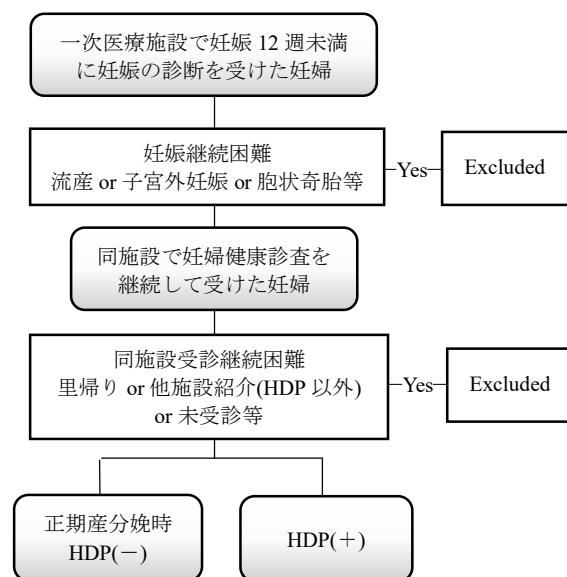 一次医療施設で妊娠 12 週未満
に妊娠の診断を受けた妊婦
妊娠継続困難
流産 or 子宮外妊娠 or 胞状奇胎等
Yes
Excluded
同施設で妊婦健康診査を
継続して受けた妊婦
同施設受診継続困難
里帰り or 他施設紹介(HDP 以外)
or 未受診等
Yes
Excluded
正期産分娩時
HDP(－)
HDP(＋)